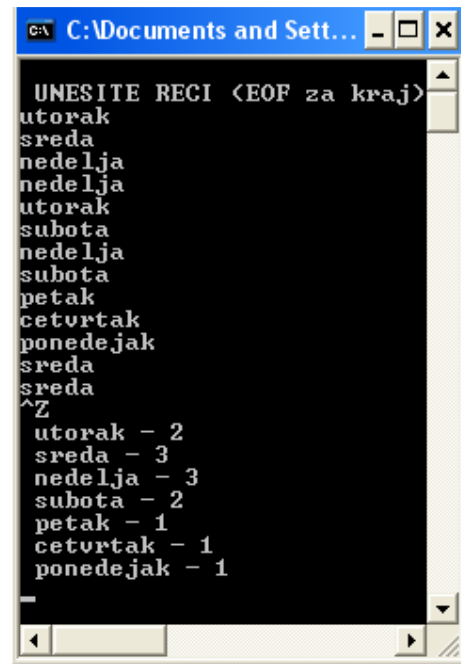 C:\Documents and Sett...
UNESITE RECI (EOF za kraj)
utorak
sreda
nedelja
nedelja
utorak
subota
nedelja
subota
petak
cetvrtak
ponedejak
sreda
sreda
^Z
utorak - 2
sreda - 3
nedelja - 3
subota - 2
petak - 1
cetvrtak - 1
ponedejak - 1